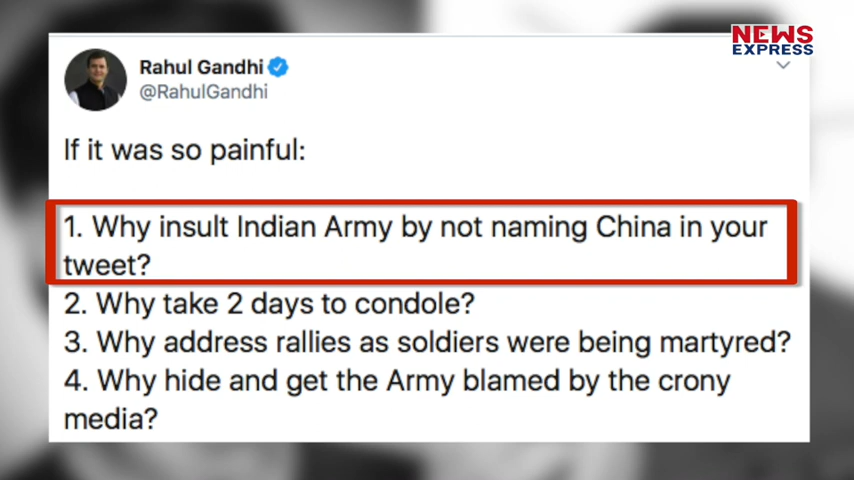 NEWS
EXPRESS
Rahul Gandhi
@RahulGandhi
If it was so painful:
1. Why insult Indian Army by not naming China in your
tweet?
2. Why take 2 days to condole?
3. Why address rallies as soldiers were being martyred?
4. Why hide and get the Army blamed by the crony
media?